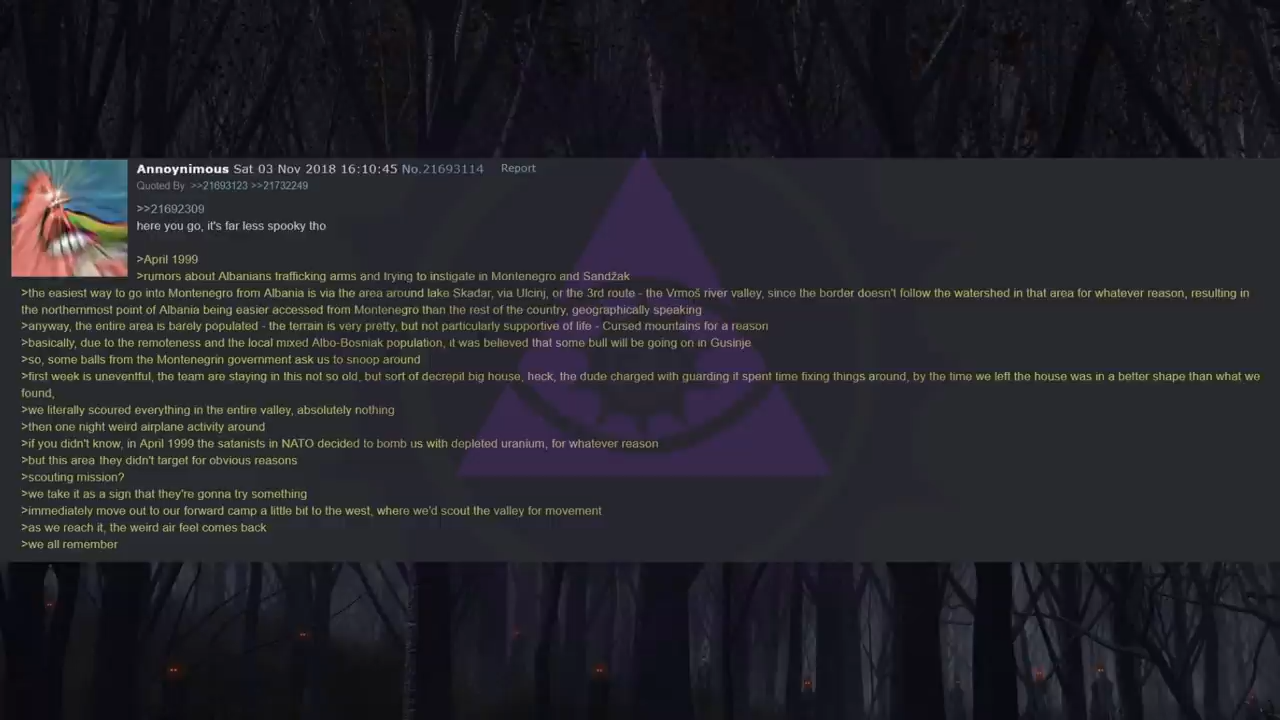 Annoynimous Sat 03 Nov 2018 16:10:45 No.21693114 Report
Quoted By >>21693123 >>21732249
>>21692309
here you go, it's far less spooky tho
>April 1999
>rumors about Albanians trafficking arms and trying to instigate in Montenegro and Sandžak
>the easiest way to go into Montenegro from Albania is via the area around lake Skadar, via Ulcinj, or the 3rd route - the Vrmoš river valley, since the border doesn't follow the watershed in that area for whatever reason, resulting in
the northernmost point of Albania being easier accessed from Montenegro than the rest of the country, geographically speaking
>anyway, the entire area is barely populated - the terrain is very pretty, but not particularly supportive of life - Cursed mountains for a reason
>basically, due to the remoteness and the local mixed Albo-Bosniak population, it was believed that some bull will be going on in Gusinje
>so, some balls from the Montenegrin government ask us to snoop around
>first week is uneventful, the team are staying in this not so old, but sort of decrepil big house, heck, the dude charged with guarding it spent time fixing things around, by the time we left the house was in a better shape than what we
found,
>we literally scoured everything in the entire valley, absolutely nothing
>then one night weird airplane activity around
>if you didn't know, in April 1999 the satanists in NATO decided to bomb us with depleted uranium, for whatever reason
>but this area they didn't target for obvious reasons
>scouting mission?
>we take it as a sign that they're gonna try something
>immediately move out to our forward camp a little bit to the west, where we'd scout the valley for movement
>as we reach it, the weird air feel comes back
>we all remember